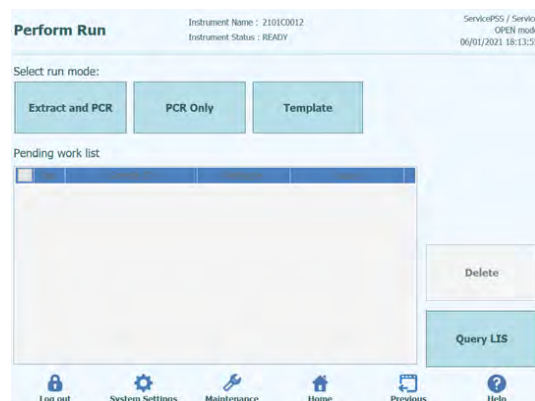 Perform Run
Instrument Name : 2101C0012
Instrument Status : READY
ServicePSS / Service
OPEN mode
06/01/2021 18:13:5
Select run mode:
Extract and PCR
PCR Only
Template
Pending work list
Delete
Query LIS
Log out
System Settings
Maintenance
Home
Previous
Help